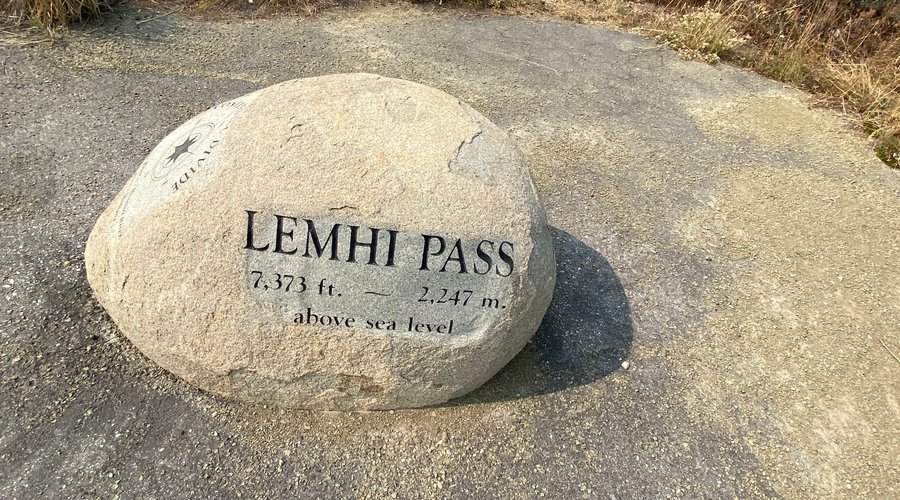 DIVIDE
LEMHI PASS
7,373 ft. — 2,247 m.
above sea level